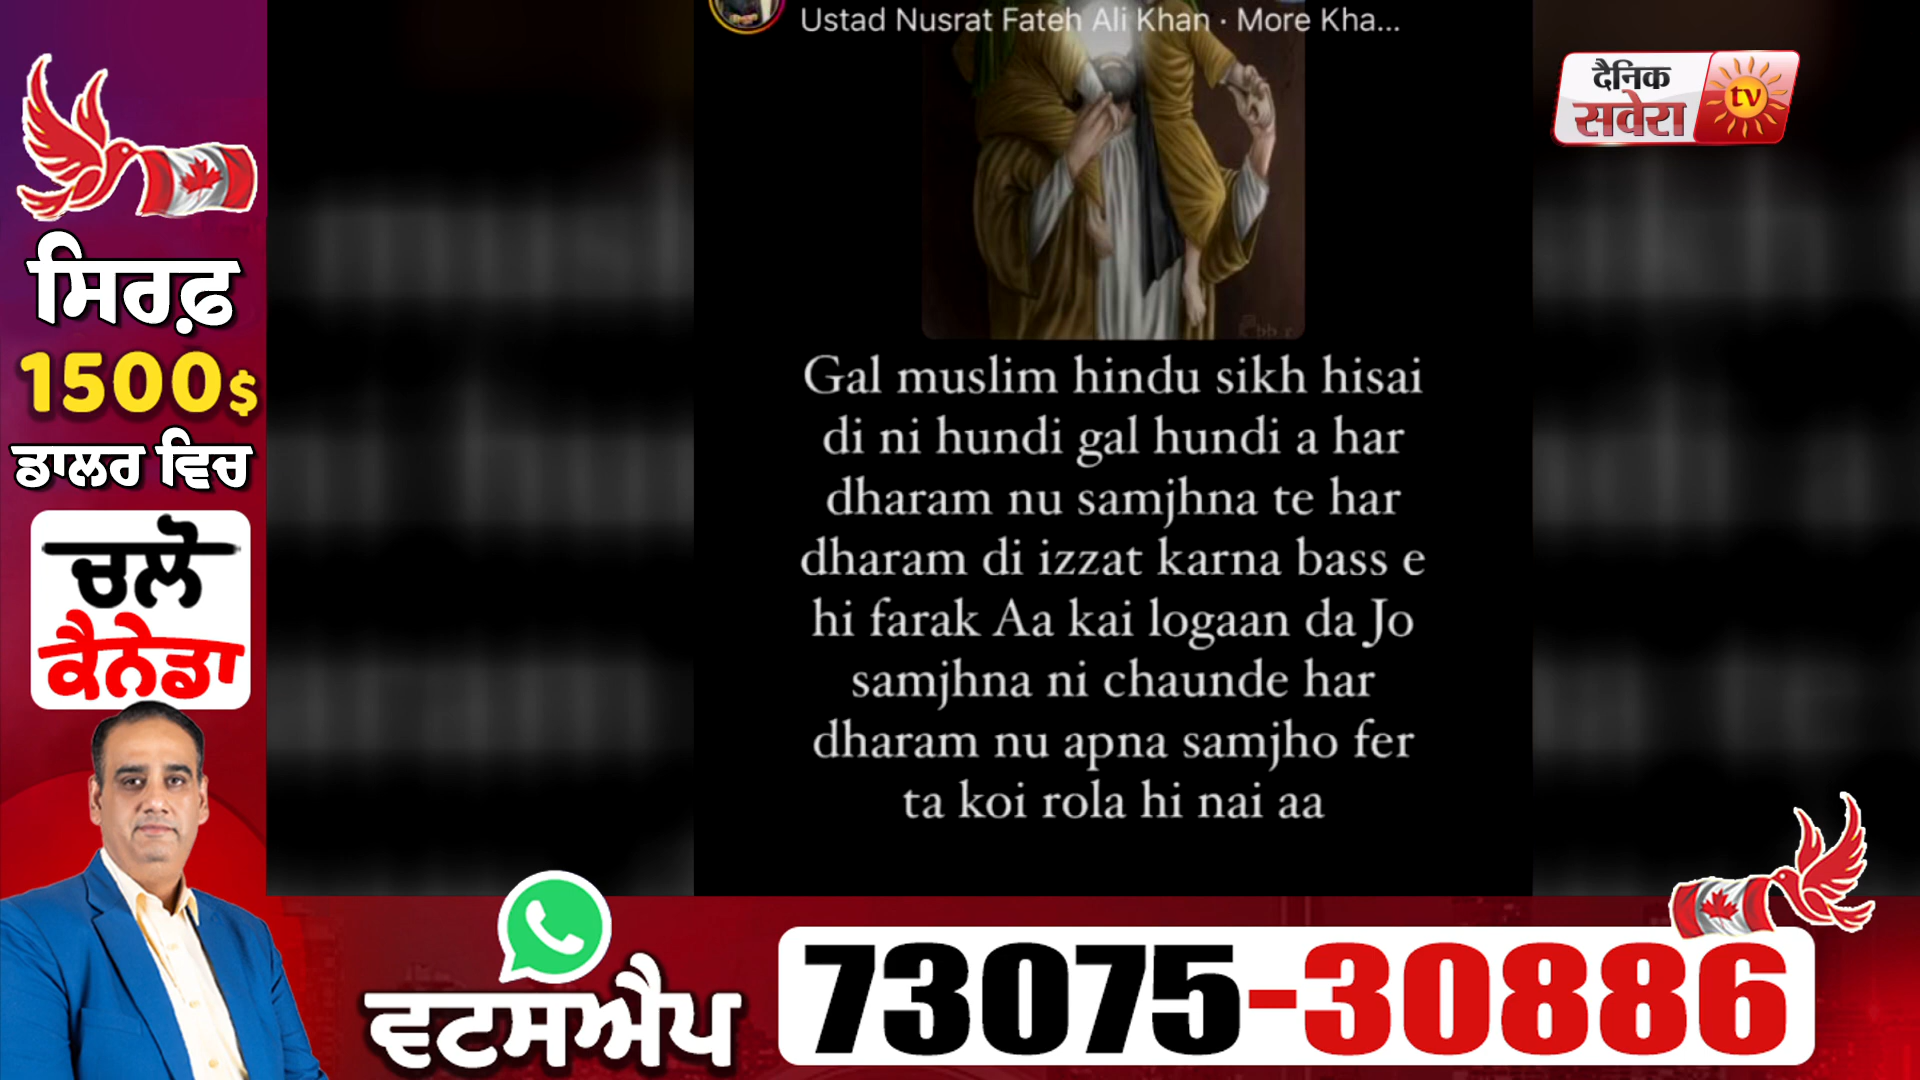 Ustad Nusrat Fateh Ali Khan · More Kha...
दैनिक
सवेरा
tv
ਸਿਰਫ਼
1500$
ਡਾਲਰ ਵਿਚ
ਚਲੋ
ਕੈਨੇਡਾ
Gal muslim hindu sikh hisai
di ni hundi gal hundi a har
dharam nu samjhna te har
dharam di izzat karna bass e
hi farak Aa kai logaan da Jo
samjhna ni chaunde har
dharam nu apna samjho fer
ta koi rola hi nai aa
ਵਟਸਐਪ
73075-30886